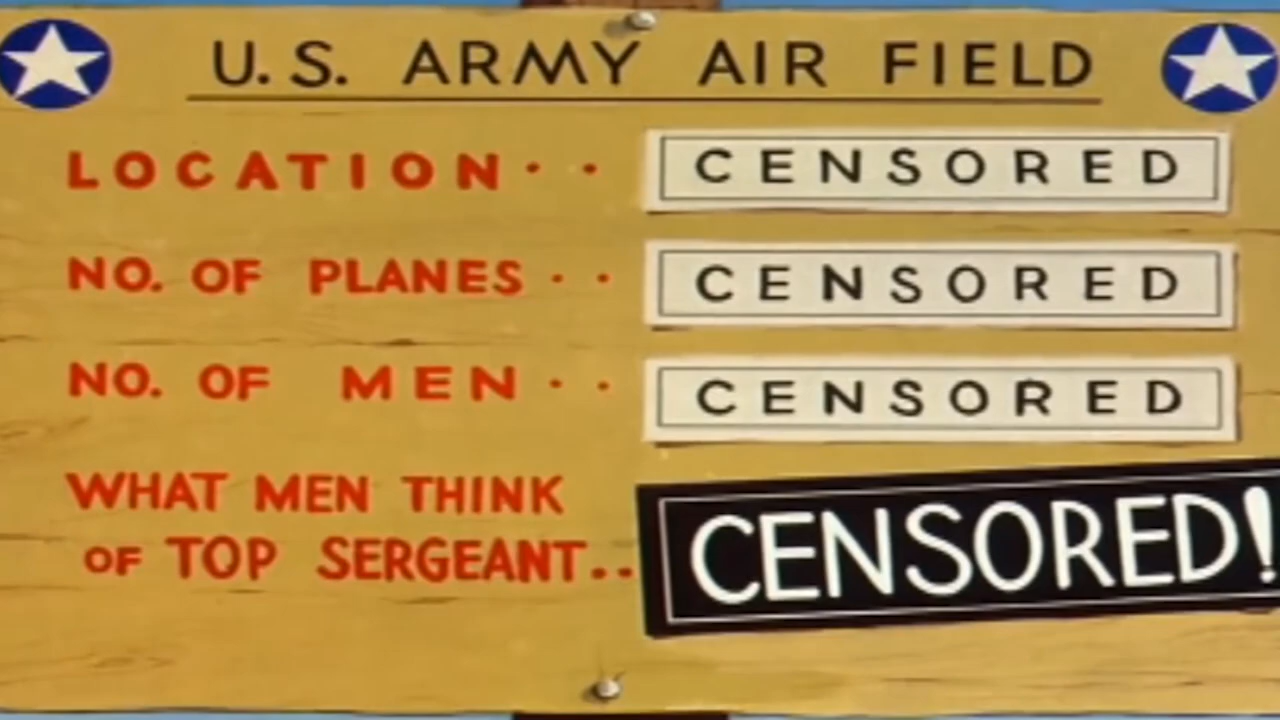 U.S. ARMY AIR FIELD
LOCATION.. CENSORED
NO. OF PLANES.. CENSORED
NO. OF MEN.. CENSORED
WHAT MEN THINK
OF TOP SERGEANT.. CENSORED!